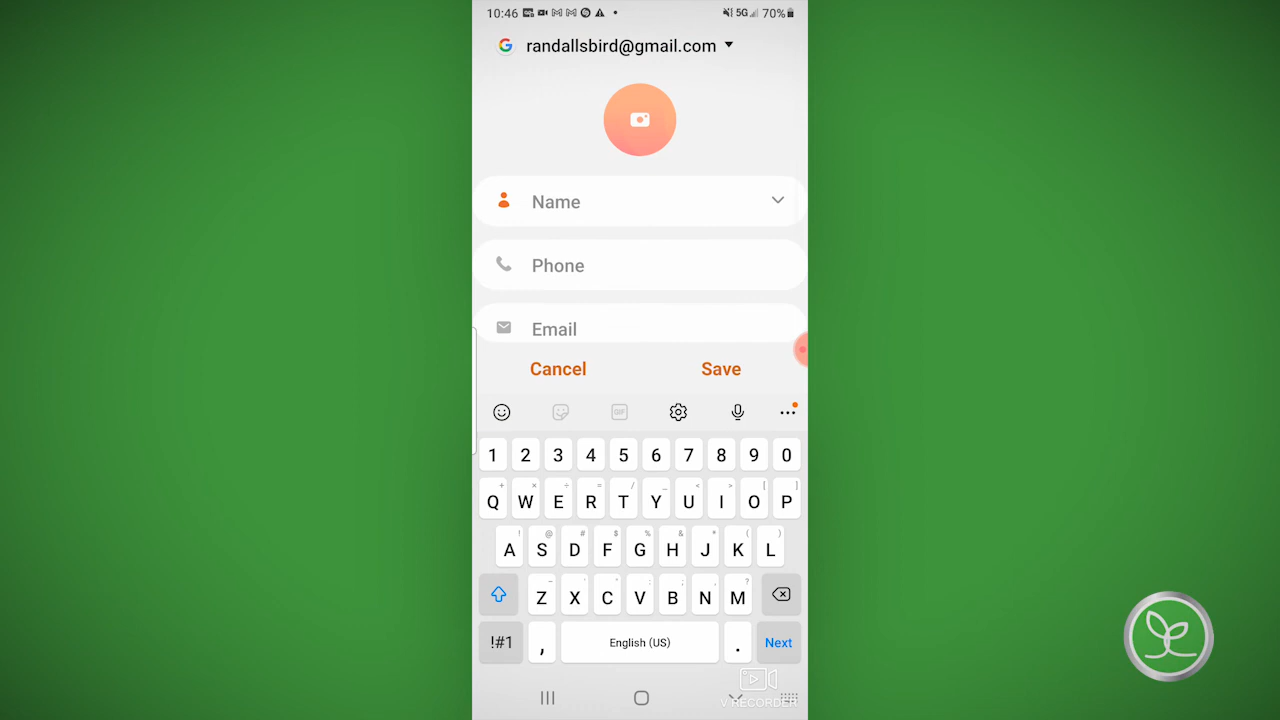 10:46 5G 70%
randallsbird@gmail.com
Name
Phone
Email
Cancel Save
GIF
1 2 3 4 5 6 7 8 9 0
+ × ÷ = / _ < > [ ]
Q W E R T Y U I O P
! @ # $ % ^ & * ( )
A S D F G H J K L
- ' " : ; , ?
Z X C V B N M
!#1 , English (US) . Next
V RECORDER